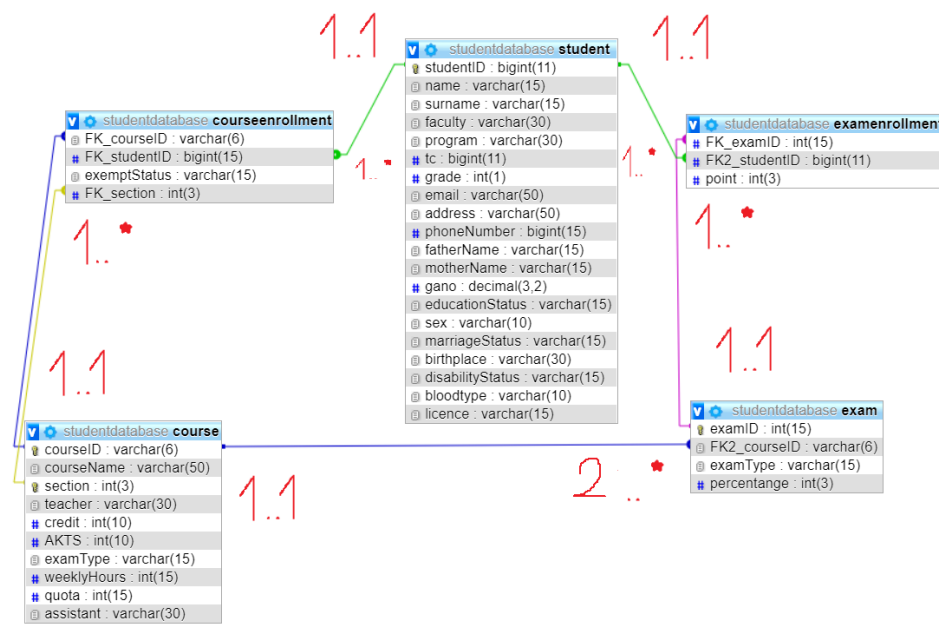 1..1
1..1
studentdatabase student
studentID : bigint(11)
name : varchar(15)
surname : varchar(15)
faculty : varchar(30)
program : varchar(30)
# tc : bigint(11)
# grade : int(1)
email : varchar(50)
address : varchar(50)
# phoneNumber : bigint(15)
fatherName : varchar(15)
motherName : varchar(15)
# gano : decimal(3,2)
educationStatus : varchar(15)
sex : varchar(10)
marriageStatus : varchar(15)
birthplace : varchar(30)
disabilityStatus : varchar(15)
bloodtype : varchar(10)
licence : varchar(15)
studentdatabase courseenrollment
FK_courseID : varchar(6)
# FK_studentID : bigint(15)
exemptStatus : varchar(15)
# FK_section : int(3)
1..*
1..*
studentdatabase examenrollment
# FK_examID : int(15)
# FK2_studentID : bigint(11)
# point : int(3)
1..*
1..*
1..1
1..1
studentdatabase course
courseID : varchar(6)
courseName : varchar(50)
section : int(3)
teacher : varchar(30)
# credit : int(10)
# AKTS : int(10)
examType : varchar(15)
# weeklyHours : int(15)
# quota : int(15)
assistant : varchar(30)
1..1
2..*
studentdatabase exam
examID : int(15)
FK2_courseID : varchar(6)
examType : varchar(15)
# percentange : int(3)